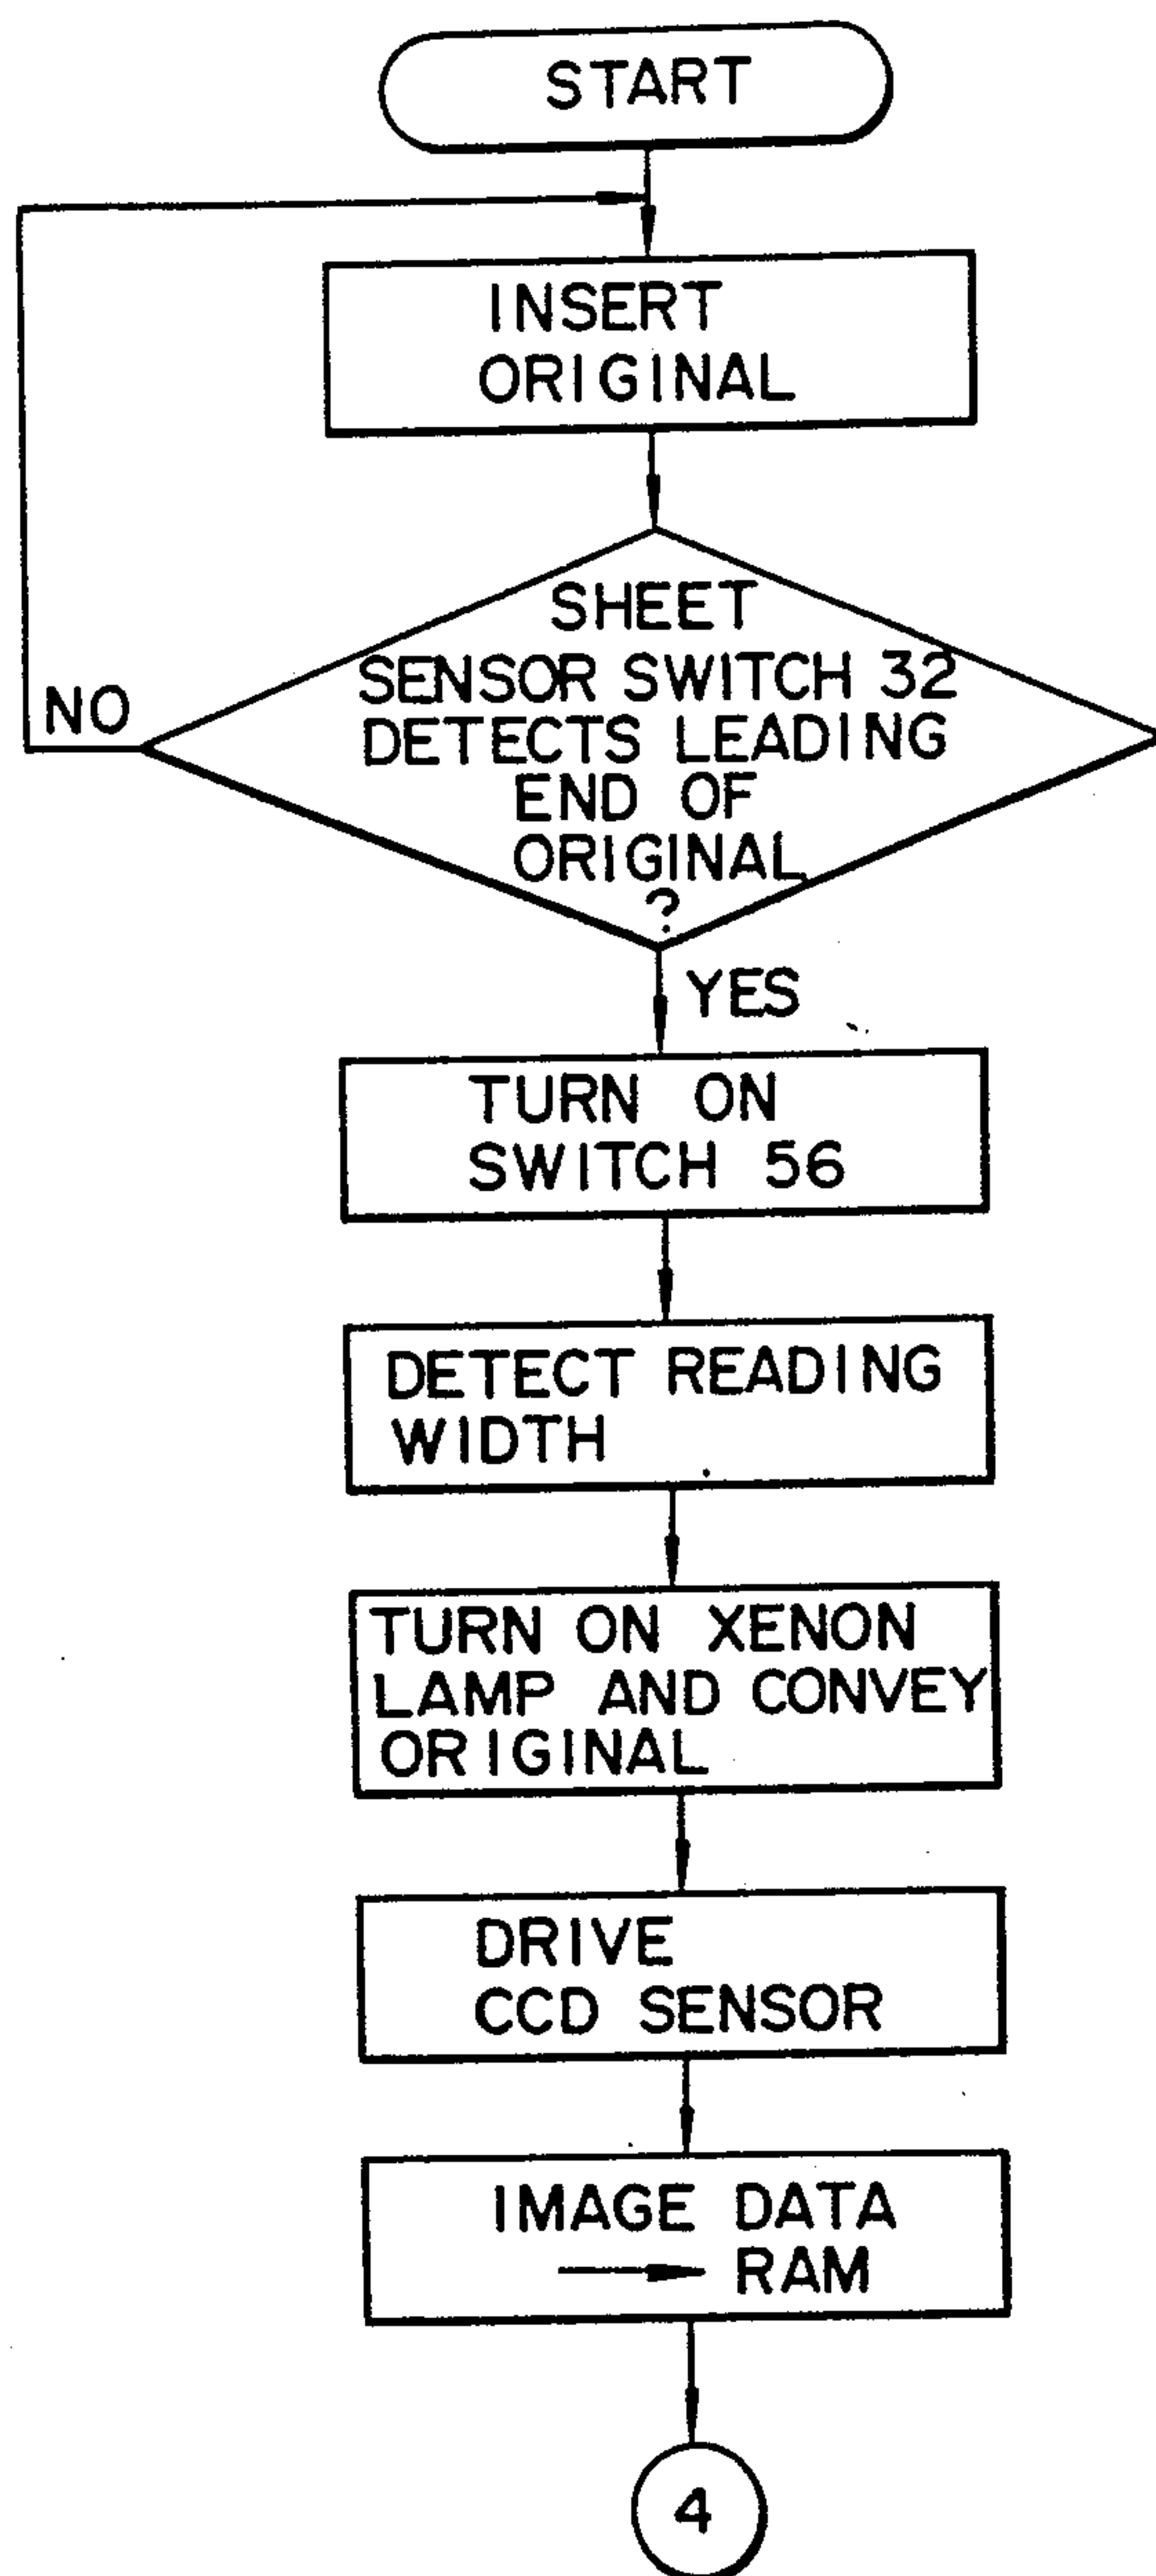 START
INSERT
ORIGINAL
SHEET
SENSOR SWITCH 32
DETECTS LEADING
END OF
ORIGINAL
?
NO
YES
TURN ON
SWITCH 56
DETECT READING
WIDTH
TURN ON XENON
LAMP AND CONVEY
ORIGINAL
DRIVE
CCD SENSOR
IMAGE DATA
→ RAM
4